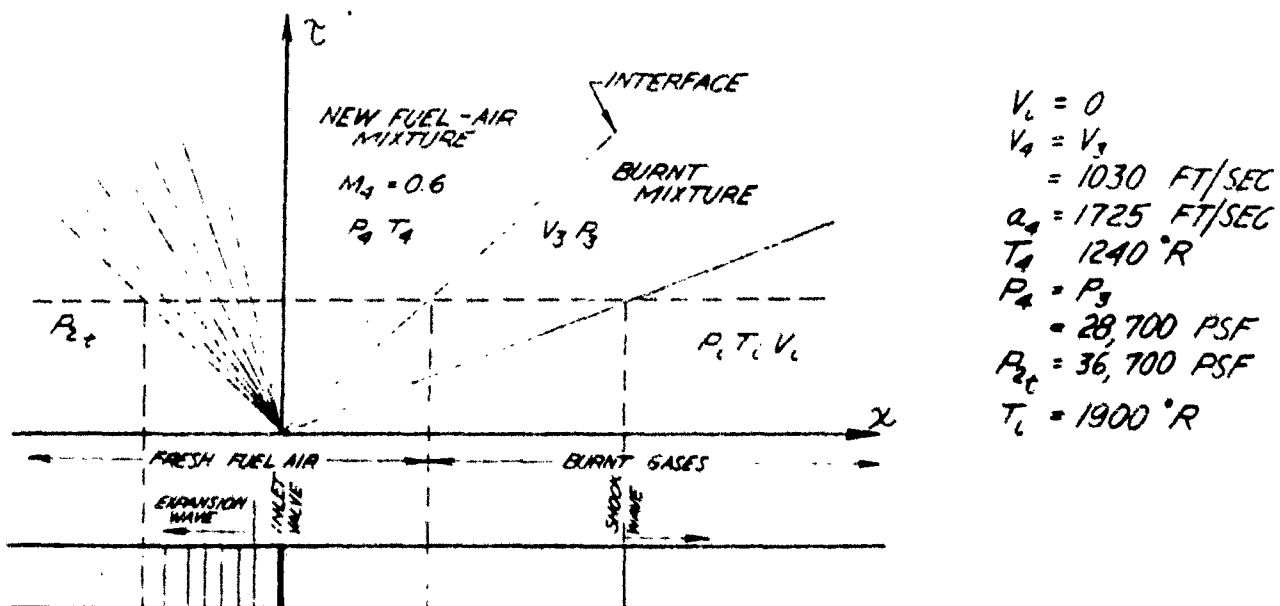 τ
INTERFACE
NEW FUEL-AIR
MIXTURE
BURNT
MIXTURE
M₄ = 0.6
P₄ T₄
V₃ P₃
P₂ₜ
Pᵢ Tᵢ Vᵢ
x
FRESH FUEL AIR
BURNT GASES
EXPANSION
WAVE
INLET
VALVE
SHOCK
WAVE
Vᵢ = 0
V₄ = V₃
= 1030 FT/SEC
a₄ = 1725 FT/SEC
T₄ 1240 °R
P₄ = P₃
= 28,700 PSF
P₂ₜ = 36,700 PSF
Tᵢ = 1900 °R